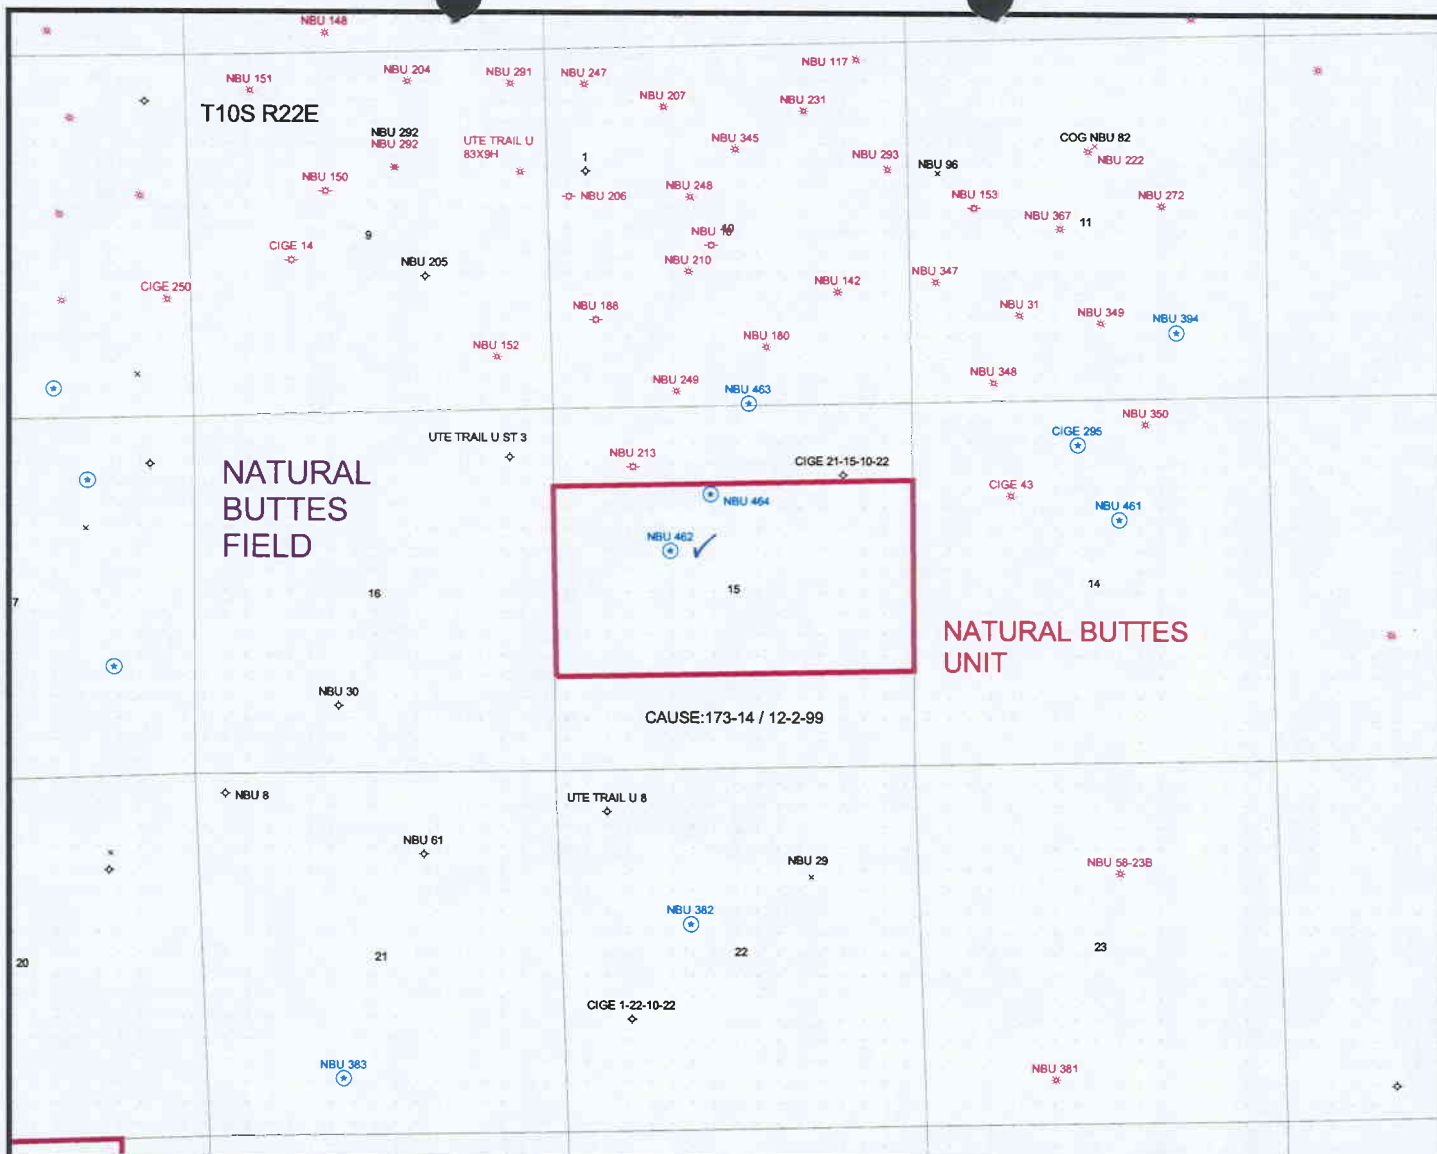 NBU 148
NBU 117
NBU 204
NBU 291
NBU 247
NBU 151
NBU 207
NBU 231
T10S R22E
NBU 292
NBU 292
UTE TRAIL U
83X9H
NBU 345
COG NBU 82
NBU 222
1
NBU 293
NBU 96
NBU 150
NBU 206
NBU 248
NBU 153
NBU 272
NBU 367
11
9
NBU
CIGE 14
NBU 205
NBU 210
NBU 347
CIGE 250
NBU 142
NBU 188
NBU 31
NBU 349
NBU 394
NBU 152
NBU 180
NBU 249
NBU 463
NBU 348
NBU 350
UTE TRAIL U ST 3
CIGE 295
NBU 213
CIGE 21-15-10-22
NATURAL
BUTTES
FIELD
CIGE 43
NBU 464
NBU 461
NBU 462
16
15
14
7
NATURAL BUTTES
UNIT
NBU 30
CAUSE:173-14 / 12-2-99
NBU 8
UTE TRAIL U 8
NBU 61
NBU 29
NBU 58-23B
NBU 382
20
21
22
23
CIGE 1-22-10-22
NBU 383
NBU 381